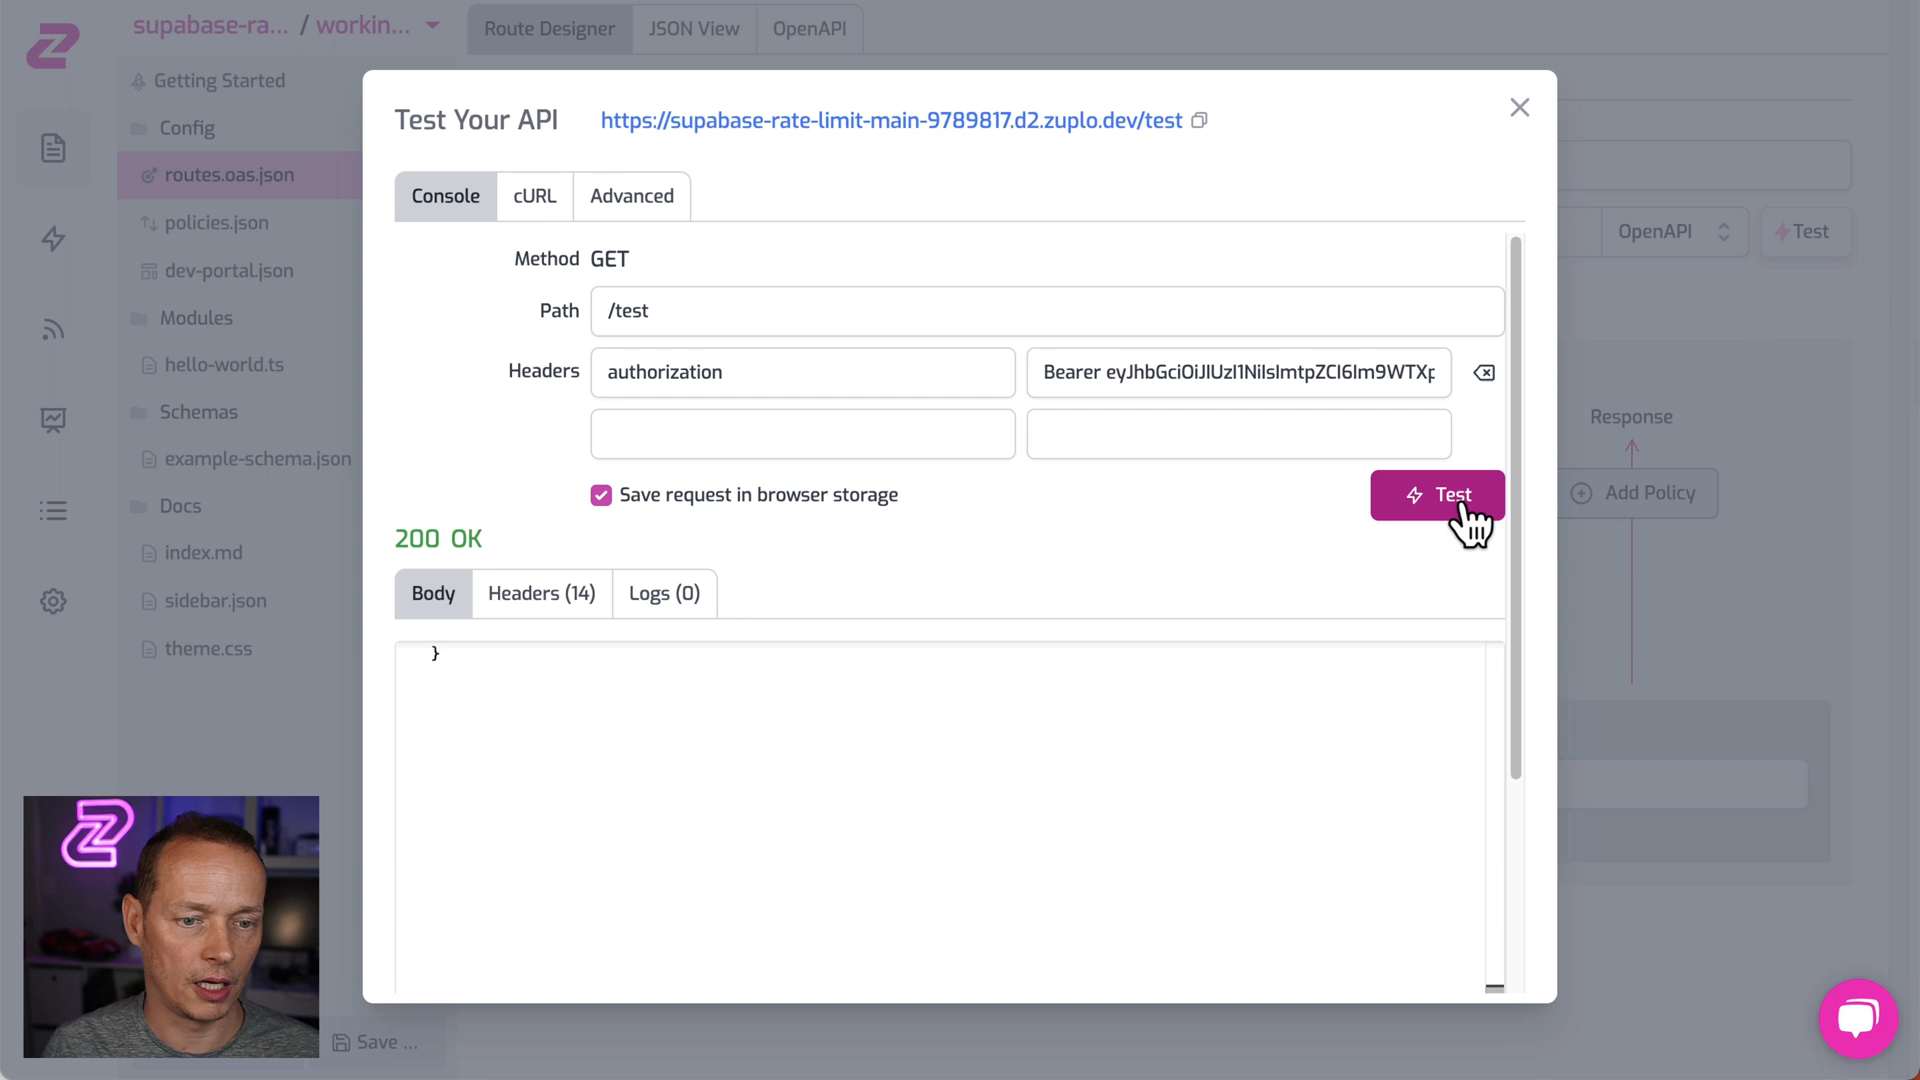 supabase-ra... / workin...
Route Designer
JSON View
OpenAPI
Getting Started
Config
routes.oas.json
policies.json
dev-portal.json
Modules
hello-world.ts
Schemas
example-schema.json
Docs
index.md
sidebar.json
theme.css
Save ...
Test Your API
https://supabase-rate-limit-main-9789817.d2.zuplo.dev/test
Console
cURL
Advanced
Method GET
Path /test
Headers authorization Bearer eyJhbGciOiJIUzI1NiIsImtpZCI6Im9WTXp
Save request in browser storage
Test
200 OK
Body
Headers (14)
Logs (0)
}
OpenAPI
Test
Response
Add Policy